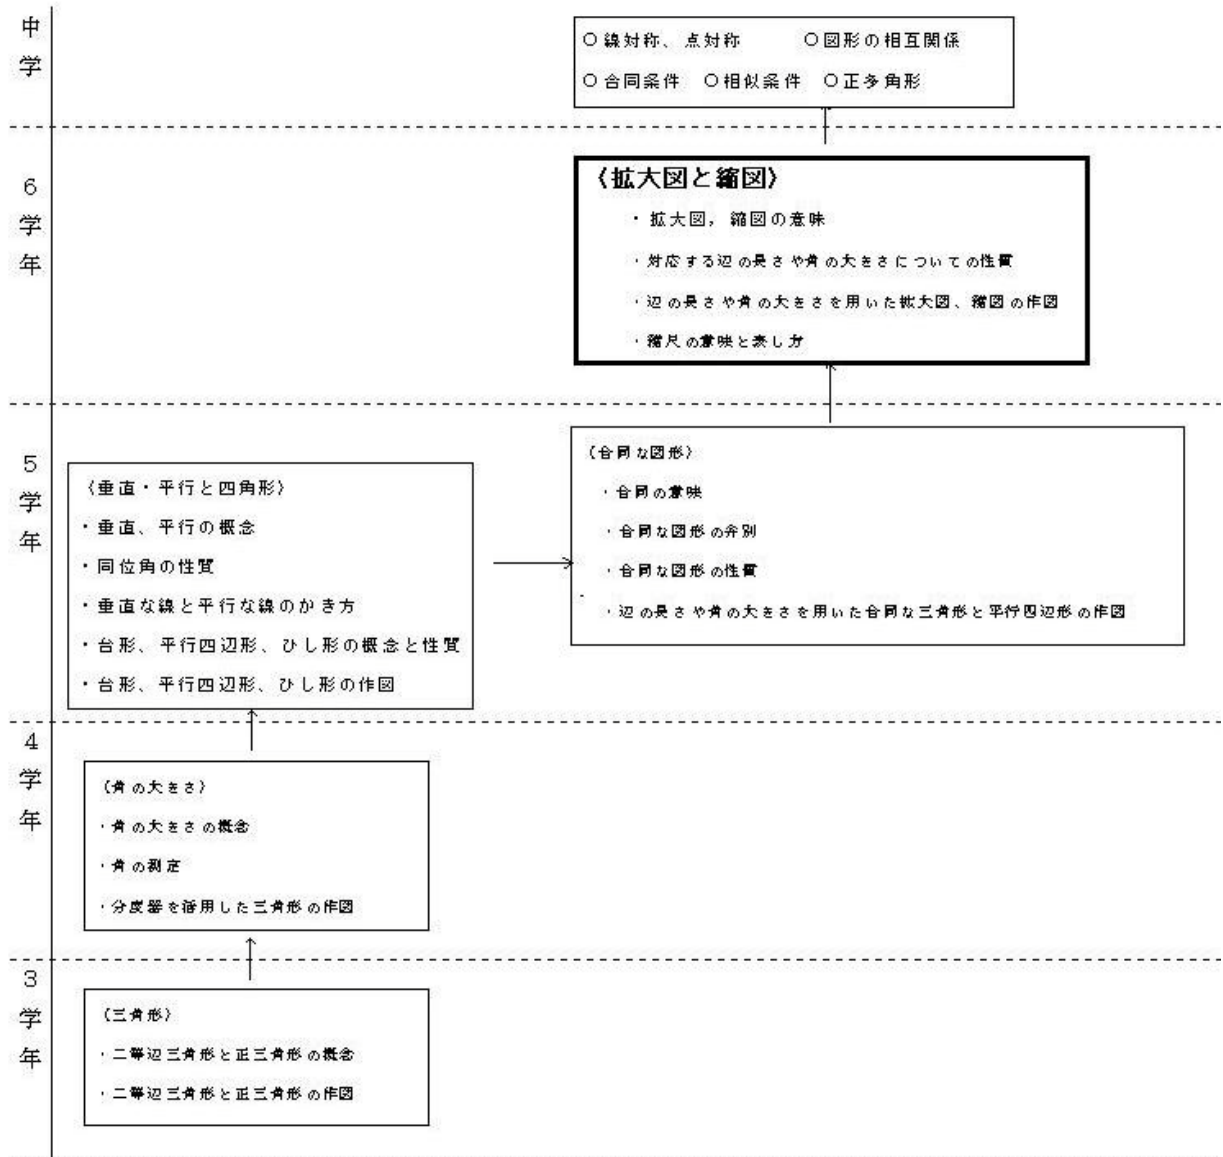 中学
○線対称、点対称　○図形の相互関係
○合同条件　○相似条件　○正多角形
6学年
〈拡大図と縮図〉
・拡大図，縮図の意味
・対応する辺の長さや角の大きさについての性質
・辺の長さや角の大きさを用いた拡大図、縮図の作図
・縮尺の意味と表し方
5学年
〈垂直・平行と四角形〉
・垂直、平行の概念
・同位角の性質
・垂直な線と平行な線のかき方
・台形、平行四辺形、ひし形の概念と性質
・台形、平行四辺形、ひし形の作図
〈合同な図形〉
・合同の意味
・合同な図形の弁別
・合同な図形の性質
・辺の長さや角の大きさを用いた合同な三角形と平行四辺形の作図
4学年
〈角の大きさ〉
・角の大きさの概念
・角の測定
・分度器を活用した三角形の作図
3学年
〈三角形〉
・二等辺三角形と正三角形の概念
・二等辺三角形と正三角形の作図